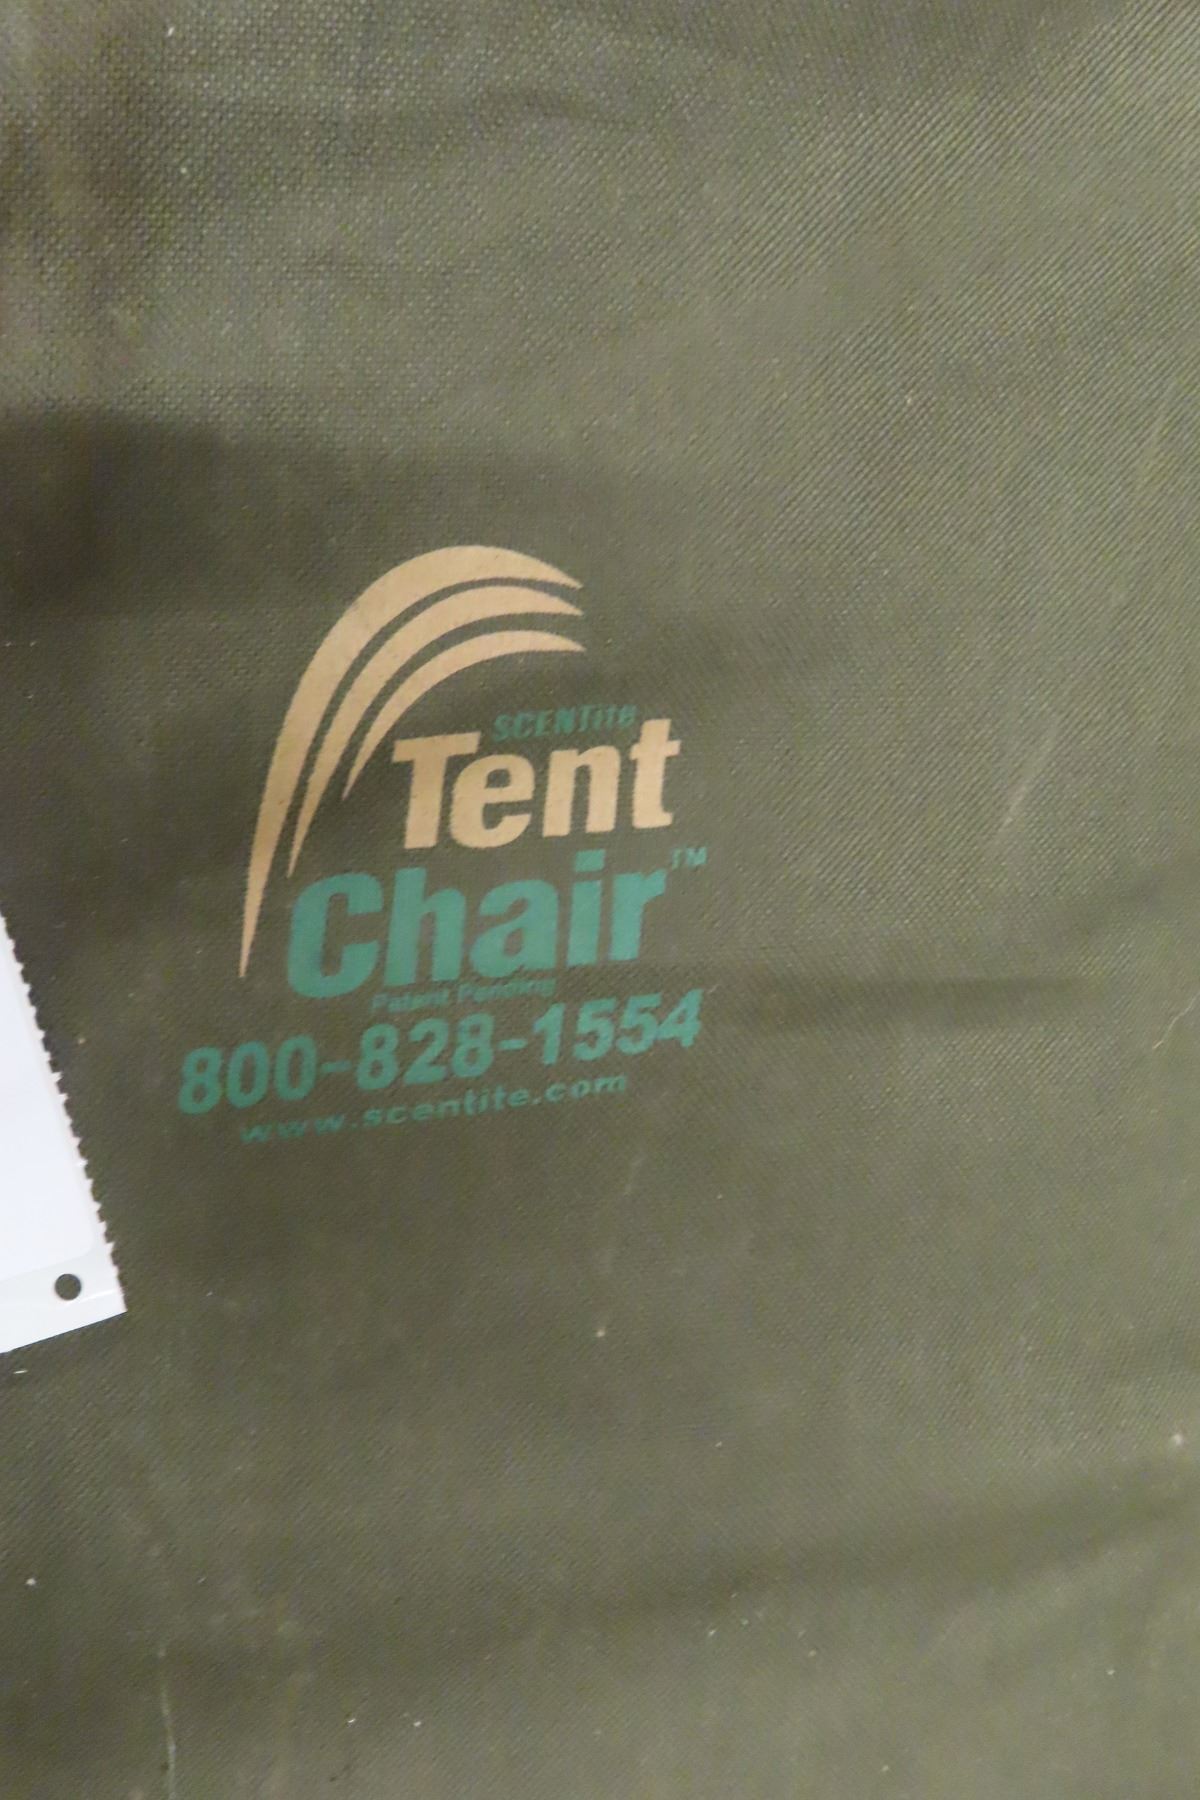 SCENTite
Tent
Chair™
Patent Pending
800-828-1554
www.scentite.com